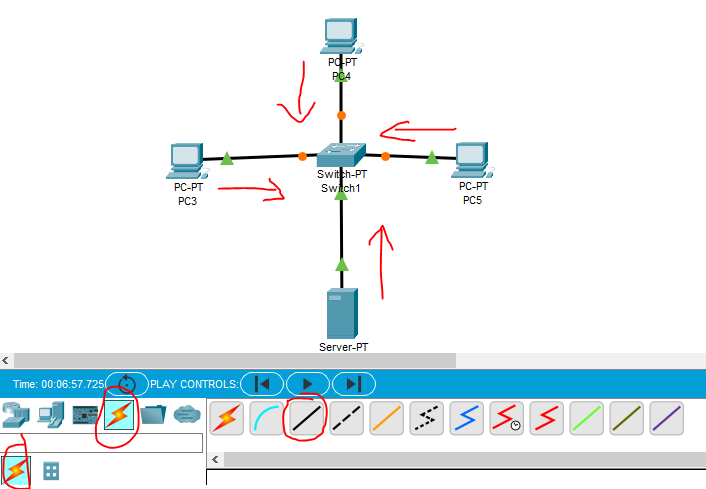 PC-PT
PC4
PC-PT
PC3
Switch-PT
Switch1
PC-PT
PC5
Server-PT
Time: 00:06:57.725
PLAY CONTROLS: